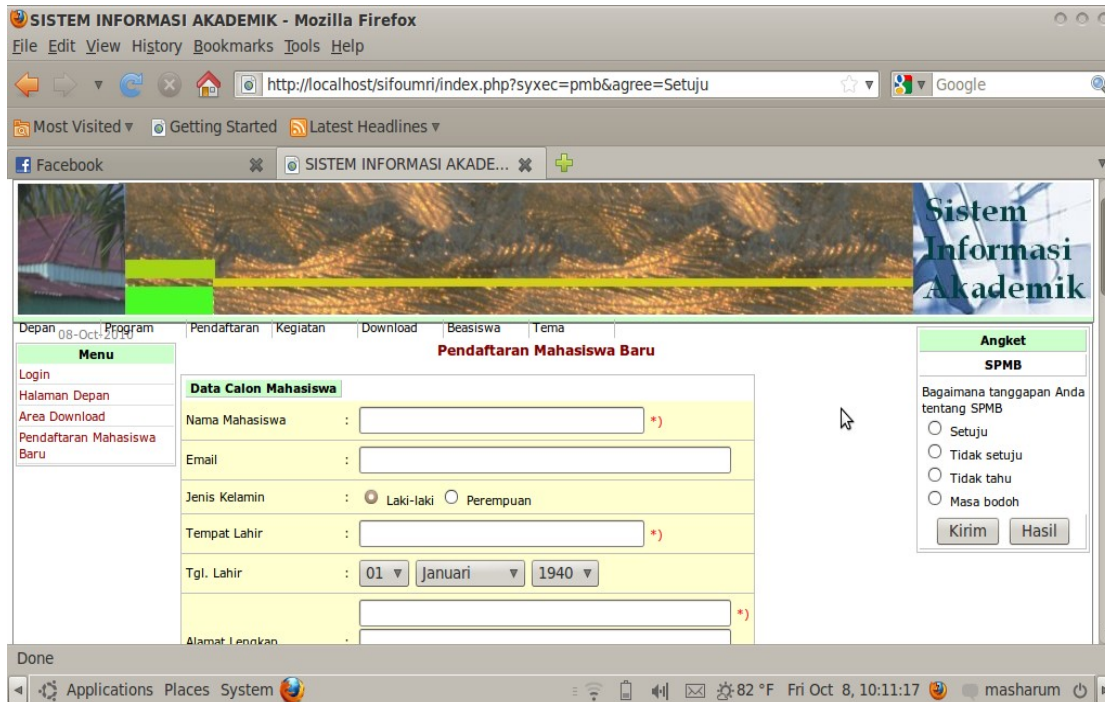 SISTEM INFORMASI AKADEMIK - Mozilla Firefox
File Edit View History Bookmarks Tools Help
http://localhost/sifoumri/index.php?syxec=pmb&agree=Setuju
Google
Most Visited
Getting Started
Latest Headlines
Facebook
SISTEM INFORMASI AKADE...
Sistem
Informasi
Akademik
Depan Program Pendaftaran Kegiatan Download Beasiswa Tema
08-Oct-2010
Menu
Login
Halaman Depan
Area Download
Pendaftaran Mahasiswa
Baru
Pendaftaran Mahasiswa Baru
Data Calon Mahasiswa
Nama Mahasiswa : *)
Email :
Jenis Kelamin : Laki-laki Perempuan
Tempat Lahir : *)
Tgl. Lahir : 01 Januari 1940
*)
Alamat Lengkap :
Angket
SPMB
Bagaimana tanggapan Anda
tentang SPMB
Setuju
Tidak setuju
Tidak tahu
Masa bodoh
Kirim Hasil
Done
Applications Places System 82 °F Fri Oct 8, 10:11:17 masharum